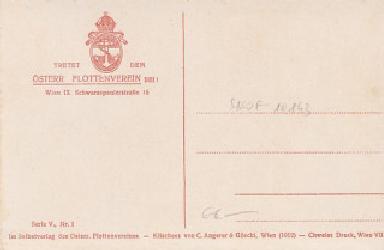 TRETET DEM
ÖSTERR. FLOTTENVEREIN BEI!
Wien IX. Schwarzspanierstraße 15
Serie V., Nr. 
Im Selbstverlag des Österr. Flottenvereines. — Klischees von C. Angerer & Göschl, Wien (1912) — Chwalas Druck, Wien VII